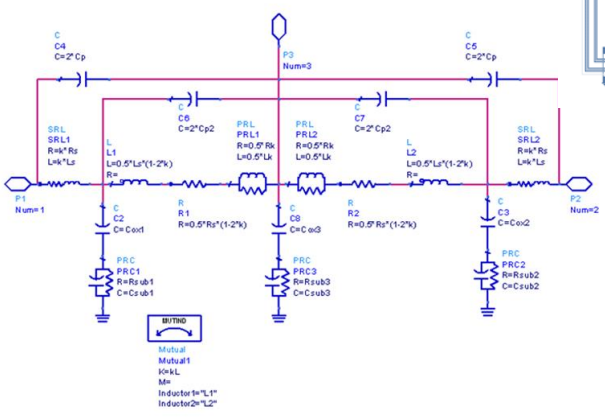 C
C4
C=2*Cp
P3
Num=3
C
C5
C=2*Cp
C
C6
C=2*Cp2
C
C7
C=2*Cp2
SRL
SRL1
R=k*Rs
L=k*Ls
L
L1
L=0.5*Ls*(1-2*k)
R=
PRL
PRL1
R=0.5*Rk
L=0.5*Lk
PRL
PRL2
R=0.5*Rk
L=0.5*Lk
L
L2
L=0.5*Ls*(1-2*k)
R=
SRL
SRL2
R=k*Rs
L=k*Ls
P1
Num=1
R
R1
R=0.5*Rs*(1-2*k)
R
R2
R=0.5*Rs*(1-2*k)
P2
Num=2
C
C2
C=Cox1
C
C8
C=Cox3
C
C3
C=Cox2
PRC
PRC1
R=Rsub1
C=Csub1
PRC
PRC3
R=Rsub3
C=Csub3
PRC
PRC2
R=Rsub2
C=Csub2
MUTIND
Mutual
Mutual1
K=kL
M=
Inductor1="L1"
Inductor2="L2"